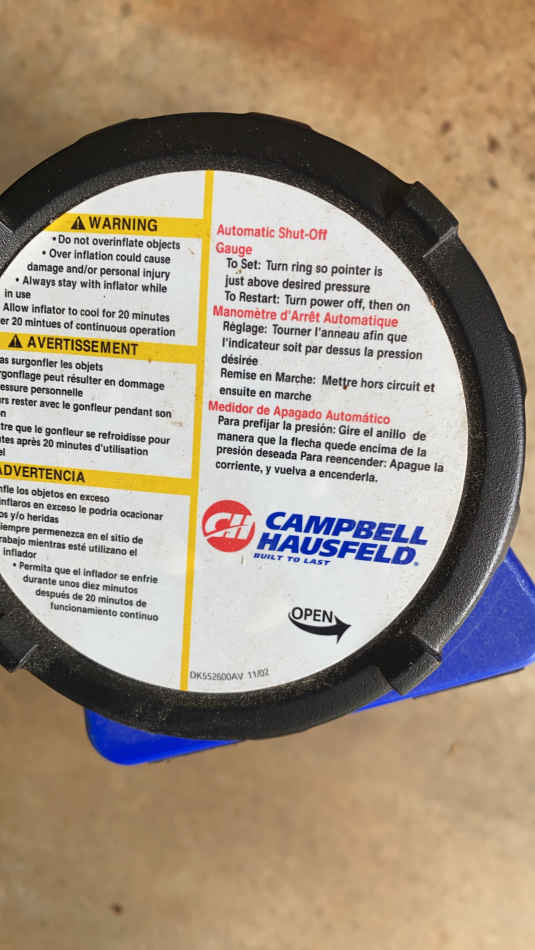 WARNING
• Do not overinflate objects
• Over inflation could cause
damage and/or personal injury
• Always stay with inflator while
in use
Allow inflator to cool for 20 minutes
20 mintues of continuous operation
AVERTISSEMENT
surgonfler les objets
peut résulter en dommage
personnelle
rester avec le gonfleur pendant son
que le gonfleur se refroidisse pour
après 20 minutes d'utilisation
ADVERTENCIA
los objetos en exceso
en exceso le podria ocacionar
y/o heridas
permenezca en el sitio de
mientras esté utilizano el
inflador
• Permita que el inflador se enfrie
durante unos diez minutos
después de 20 minutos de
funcionamiento continuo
Automatic Shut-Off
Gauge
To Set: Turn ring so pointer is
just above desired pressure
To Restart: Turn power off, then on
Manomètre d'Arrêt Automatique
Réglage: Tourner l'anneau afin que
l'indicateur soit par dessus la pression
désirée
Remise en Marche: Mettre hors circuit et
ensuite en marche
Medidor de Apagado Automático
Para prefijar la presión: Gire el anillo de
manera que la flecha quede encima de la
presión deseada Para reencender: Apague la
corriente, y vuelva a encenderla.
CH CAMPBELL
HAUSFELD®
BUILT TO LAST
OPEN
DK552600AV 11/02